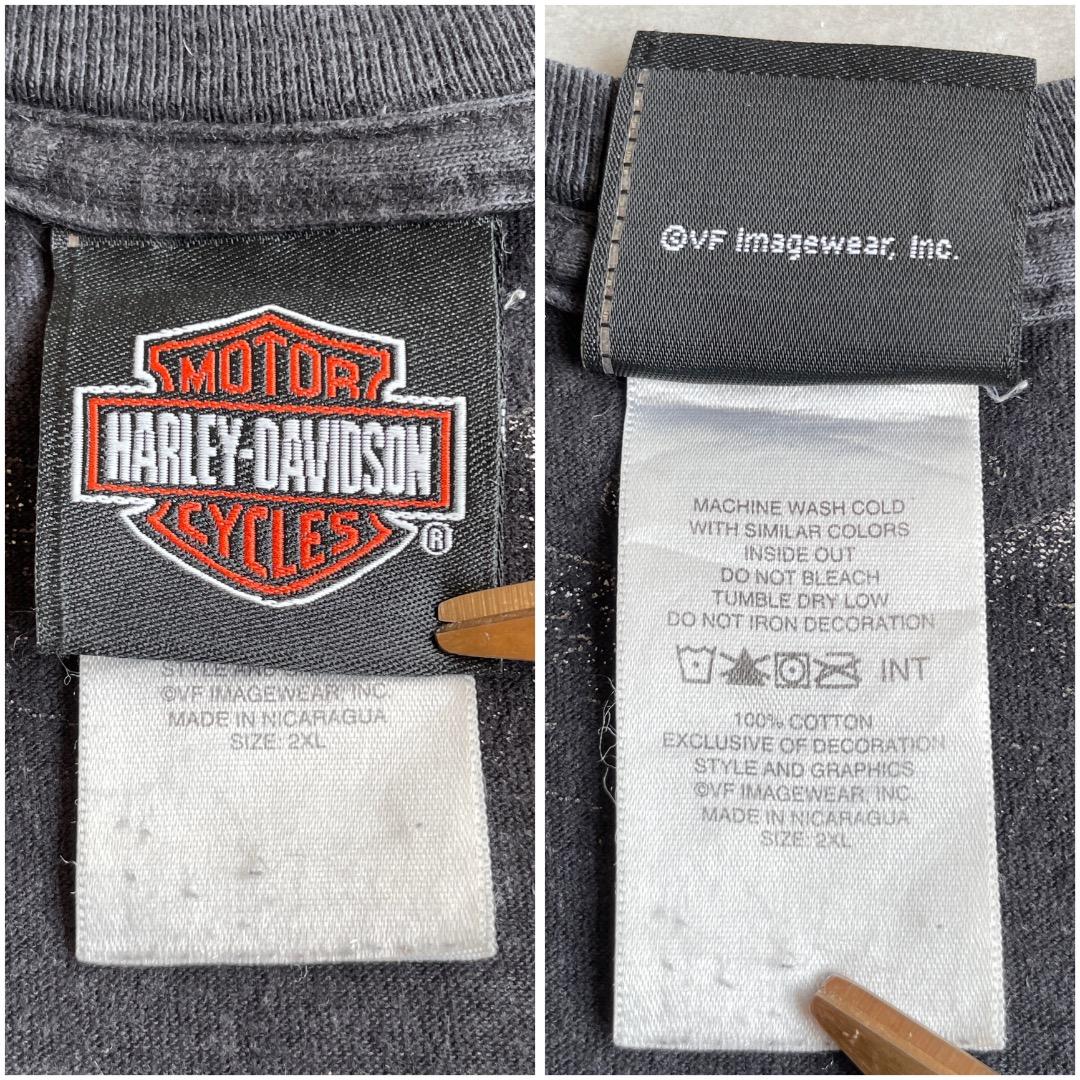 MOTOR
HARLEY-DAVIDSON
CYCLES
®
STYLE AND
©VF IMAGEWEAR, INC.
MADE IN NICARAGUA
SIZE: 2XL
©VF Imagewear, Inc.
MACHINE WASH COLD
WITH SIMILAR COLORS
INSIDE OUT
DO NOT BLEACH
TUMBLE DRY LOW
DO NOT IRON DECORATION
INT
100% COTTON
EXCLUSIVE OF DECORATION
STYLE AND GRAPHICS
©VF IMAGEWEAR, INC.
MADE IN NICARAGUA
SIZE: 2XL